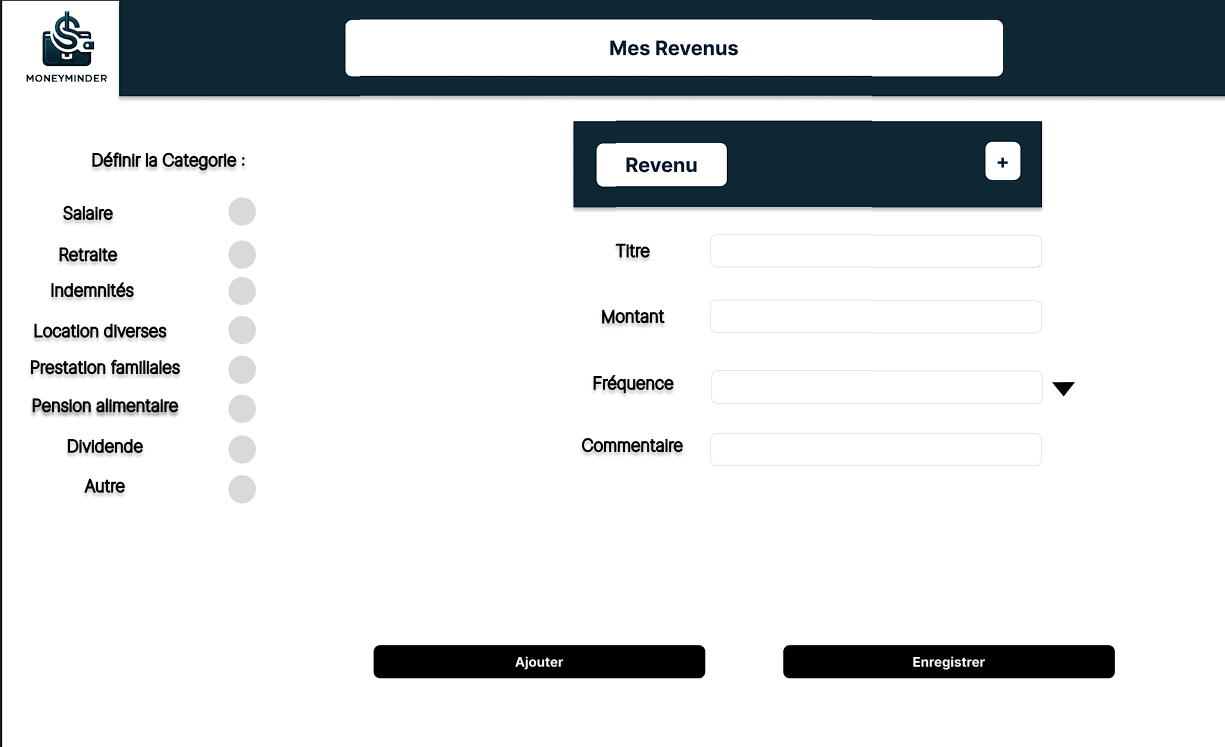 MONEYMINDER
Mes Revenus
Définir la Categorie :
Salaire
Retraite
Indemnités
Location diverses
Prestation familiales
Pension alimentaire
Dividende
Autre
Revenu
+
Titre
Montant
Fréquence
Commentaire
Ajouter
Enregistrer